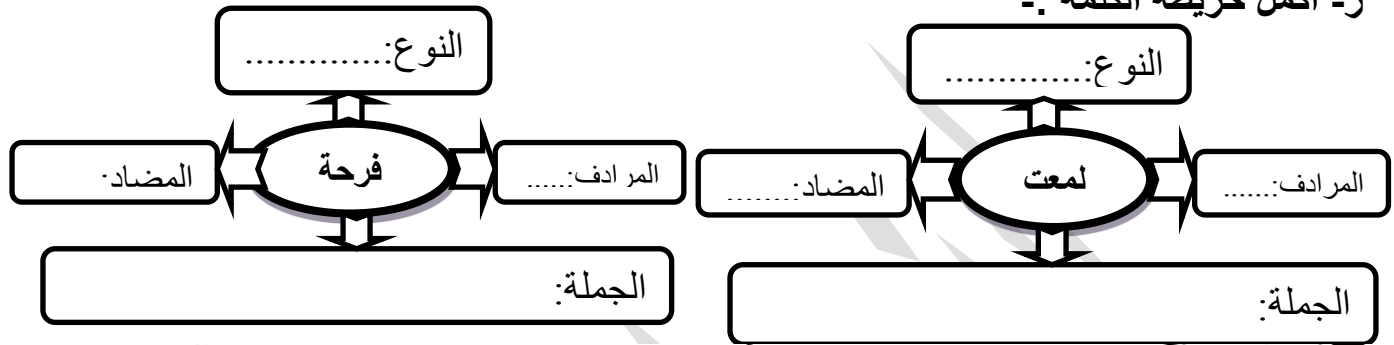 ر- أكمل خريطة الكلمة :-
النوع:..............
النوع:..............
المرادف:......
لمعت
المضاد:.........
المرادف:......
فرحة
المضاد:
الجملة:
الجملة: